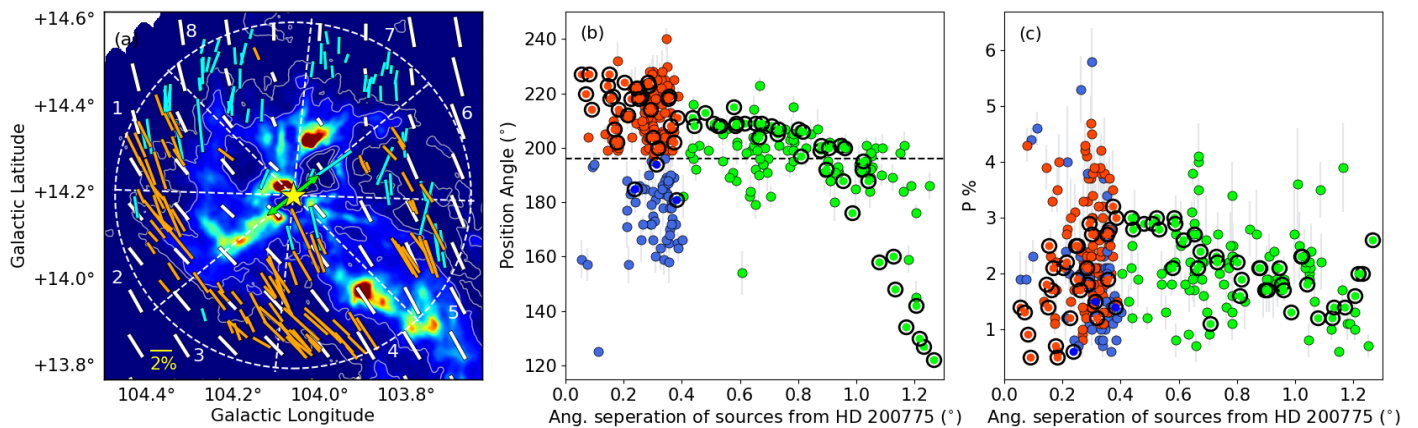 (a)
8
7
1
6
2
5
3
4
2%
+14.6°
+14.4°
+14.2°
+14.0°
+13.8°
Galactic Latitude
104.4° 104.2° 104.0° 103.8°
Galactic Longitude
(b)
240
220
200
180
160
140
120
Position Angle (°)
0.0 0.2 0.4 0.6 0.8 1.0 1.2
Ang. seperation of sources from HD 200775 (°)
(c)
6
5
4
3
2
1
P %
0.0 0.2 0.4 0.6 0.8 1.0 1.2
Ang. seperation of sources from HD 200775 (°)